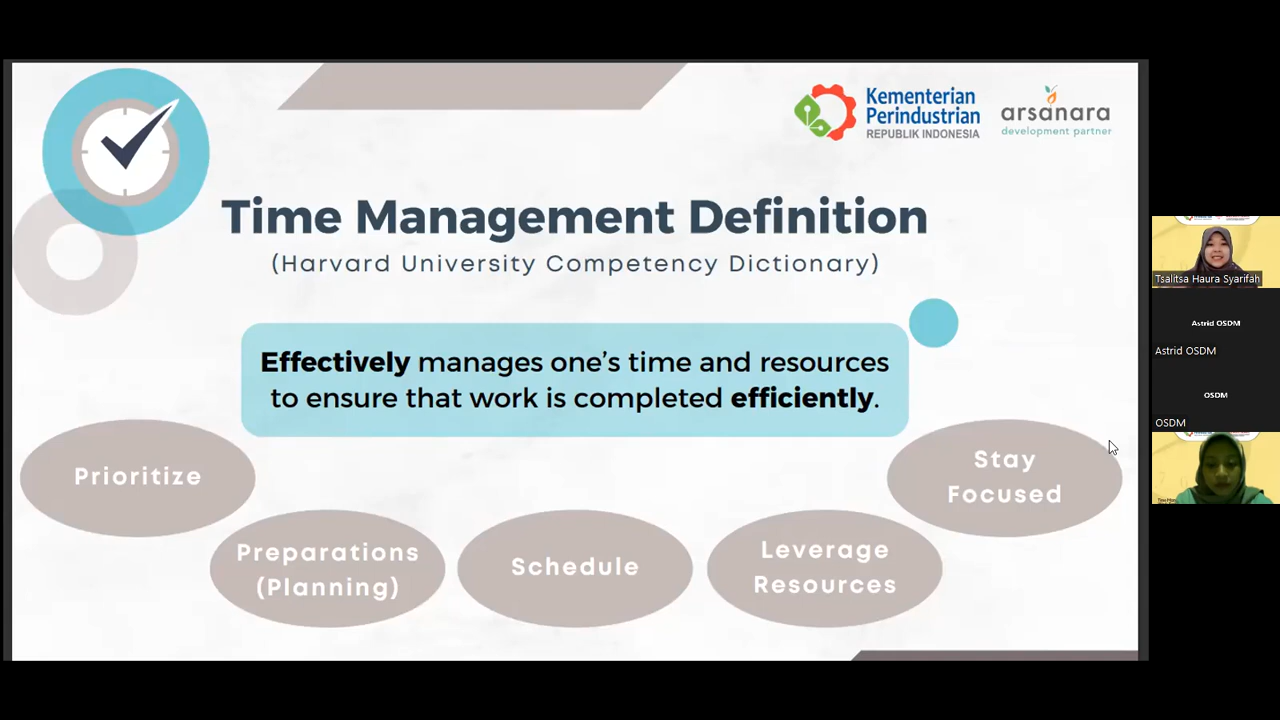 Kementerian
Perindustrian
REPUBLIK INDONESIA
arsanara
development partner
Time Management Definition
(Harvard University Competency Dictionary)
Effectively manages one's time and resources
to ensure that work is completed efficiently.
Prioritize
Preparations
(Planning)
Schedule
Leverage
Resources
Stay
Focused
Tsalitsa Haura Syarifah
Astrid OSDM
Astrid OSDM
OSDM
OSDM